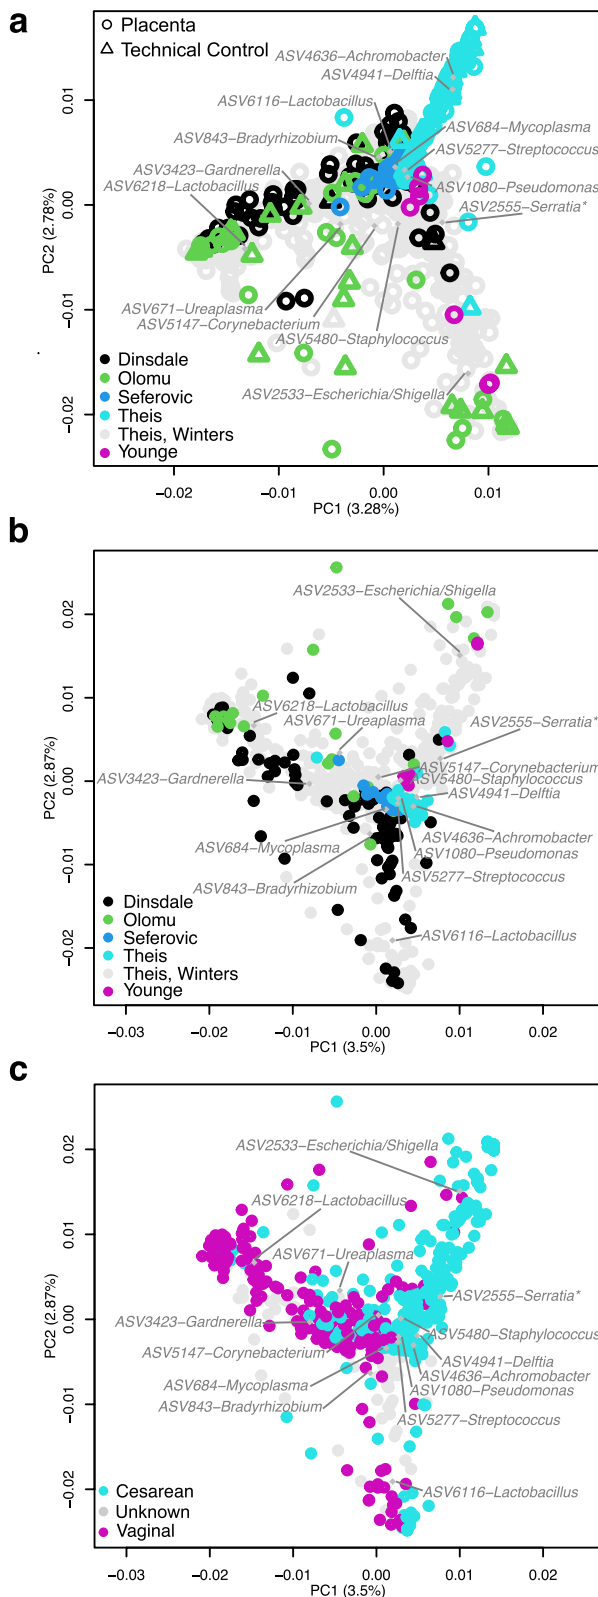 a
Placenta
Technical Control
ASV4636−Achromobacter
ASV4941−Delftia
ASV6116−Lactobacillus
ASV843−Bradyrhizobium
ASV684−Mycoplasma
ASV5277−Streptococcus
ASV3423−Gardnerella
ASV6218−Lactobacillus
ASV1080−Pseudomonas
ASV2555−Serratia*
ASV671−Ureaplasma
ASV5147−Corynebacterium
ASV5480−Staphylococcus
ASV2533−Escherichia/Shigella
Dinsdale
Olomu
Seferovic
Theis
Theis, Winters
Younge
PC2 (2.78%)
0.01
0.00
−0.01
−0.02
−0.02
−0.01
0.00
0.01
PC1 (3.28%)
b
ASV2533−Escherichia/Shigella
ASV6218−Lactobacillus
ASV671−Ureaplasma
ASV2555−Serratia*
ASV5147−Corynebacterium
ASV3423−Gardnerella
ASV5480−Staphylococcus
ASV4941−Delftia
ASV4636−Achromobacter
ASV684−Mycoplasma
ASV1080−Pseudomonas
ASV5277−Streptococcus
ASV843−Bradyrhizobium
ASV6116−Lactobacillus
Dinsdale
Olomu
Seferovic
Theis
Theis, Winters
Younge
PC2 (2.87%)
0.02
0.01
0.00
−0.01
−0.02
−0.03
−0.02
−0.01
0.00
0.01
0.02
PC1 (3.5%)
c
ASV2533−Escherichia/Shigella
ASV6218−Lactobacillus
ASV671−Ureaplasma
ASV2555−Serratia*
ASV3423−Gardnerella
ASV5480−Staphylococcus
ASV5147−Corynebacterium
ASV4941−Delftia
ASV4636−Achromobacter
ASV684−Mycoplasma
ASV1080−Pseudomonas
ASV843−Bradyrhizobium
ASV5277−Streptococcus
ASV6116−Lactobacillus
Cesarean
Unknown
Vaginal
PC2 (2.87%)
0.02
0.01
0.00
−0.01
−0.02
−0.03
−0.02
−0.01
0.00
0.01
0.02
PC1 (3.5%)